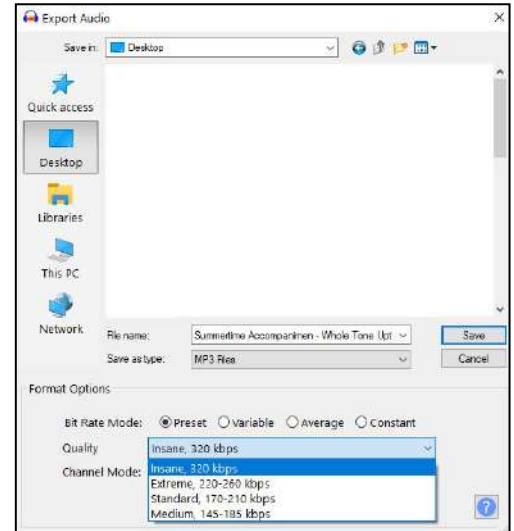 Export Audio
Save in: Desktop
Quick access
Desktop
Libraries
This PC
Network
File name: Summertime Accompanimen - Whole Tone Upt
Save
Save as type: MP3 Files
Cancel
Format Options
Bit Rate Mode: Preset Variable Average Constant
Quality Insane, 320 kbps
Channel Mode: Insane, 320 kbps
Extreme, 220-260 kbps
Standard, 170-210 kbps
Medium, 145-185 kbps